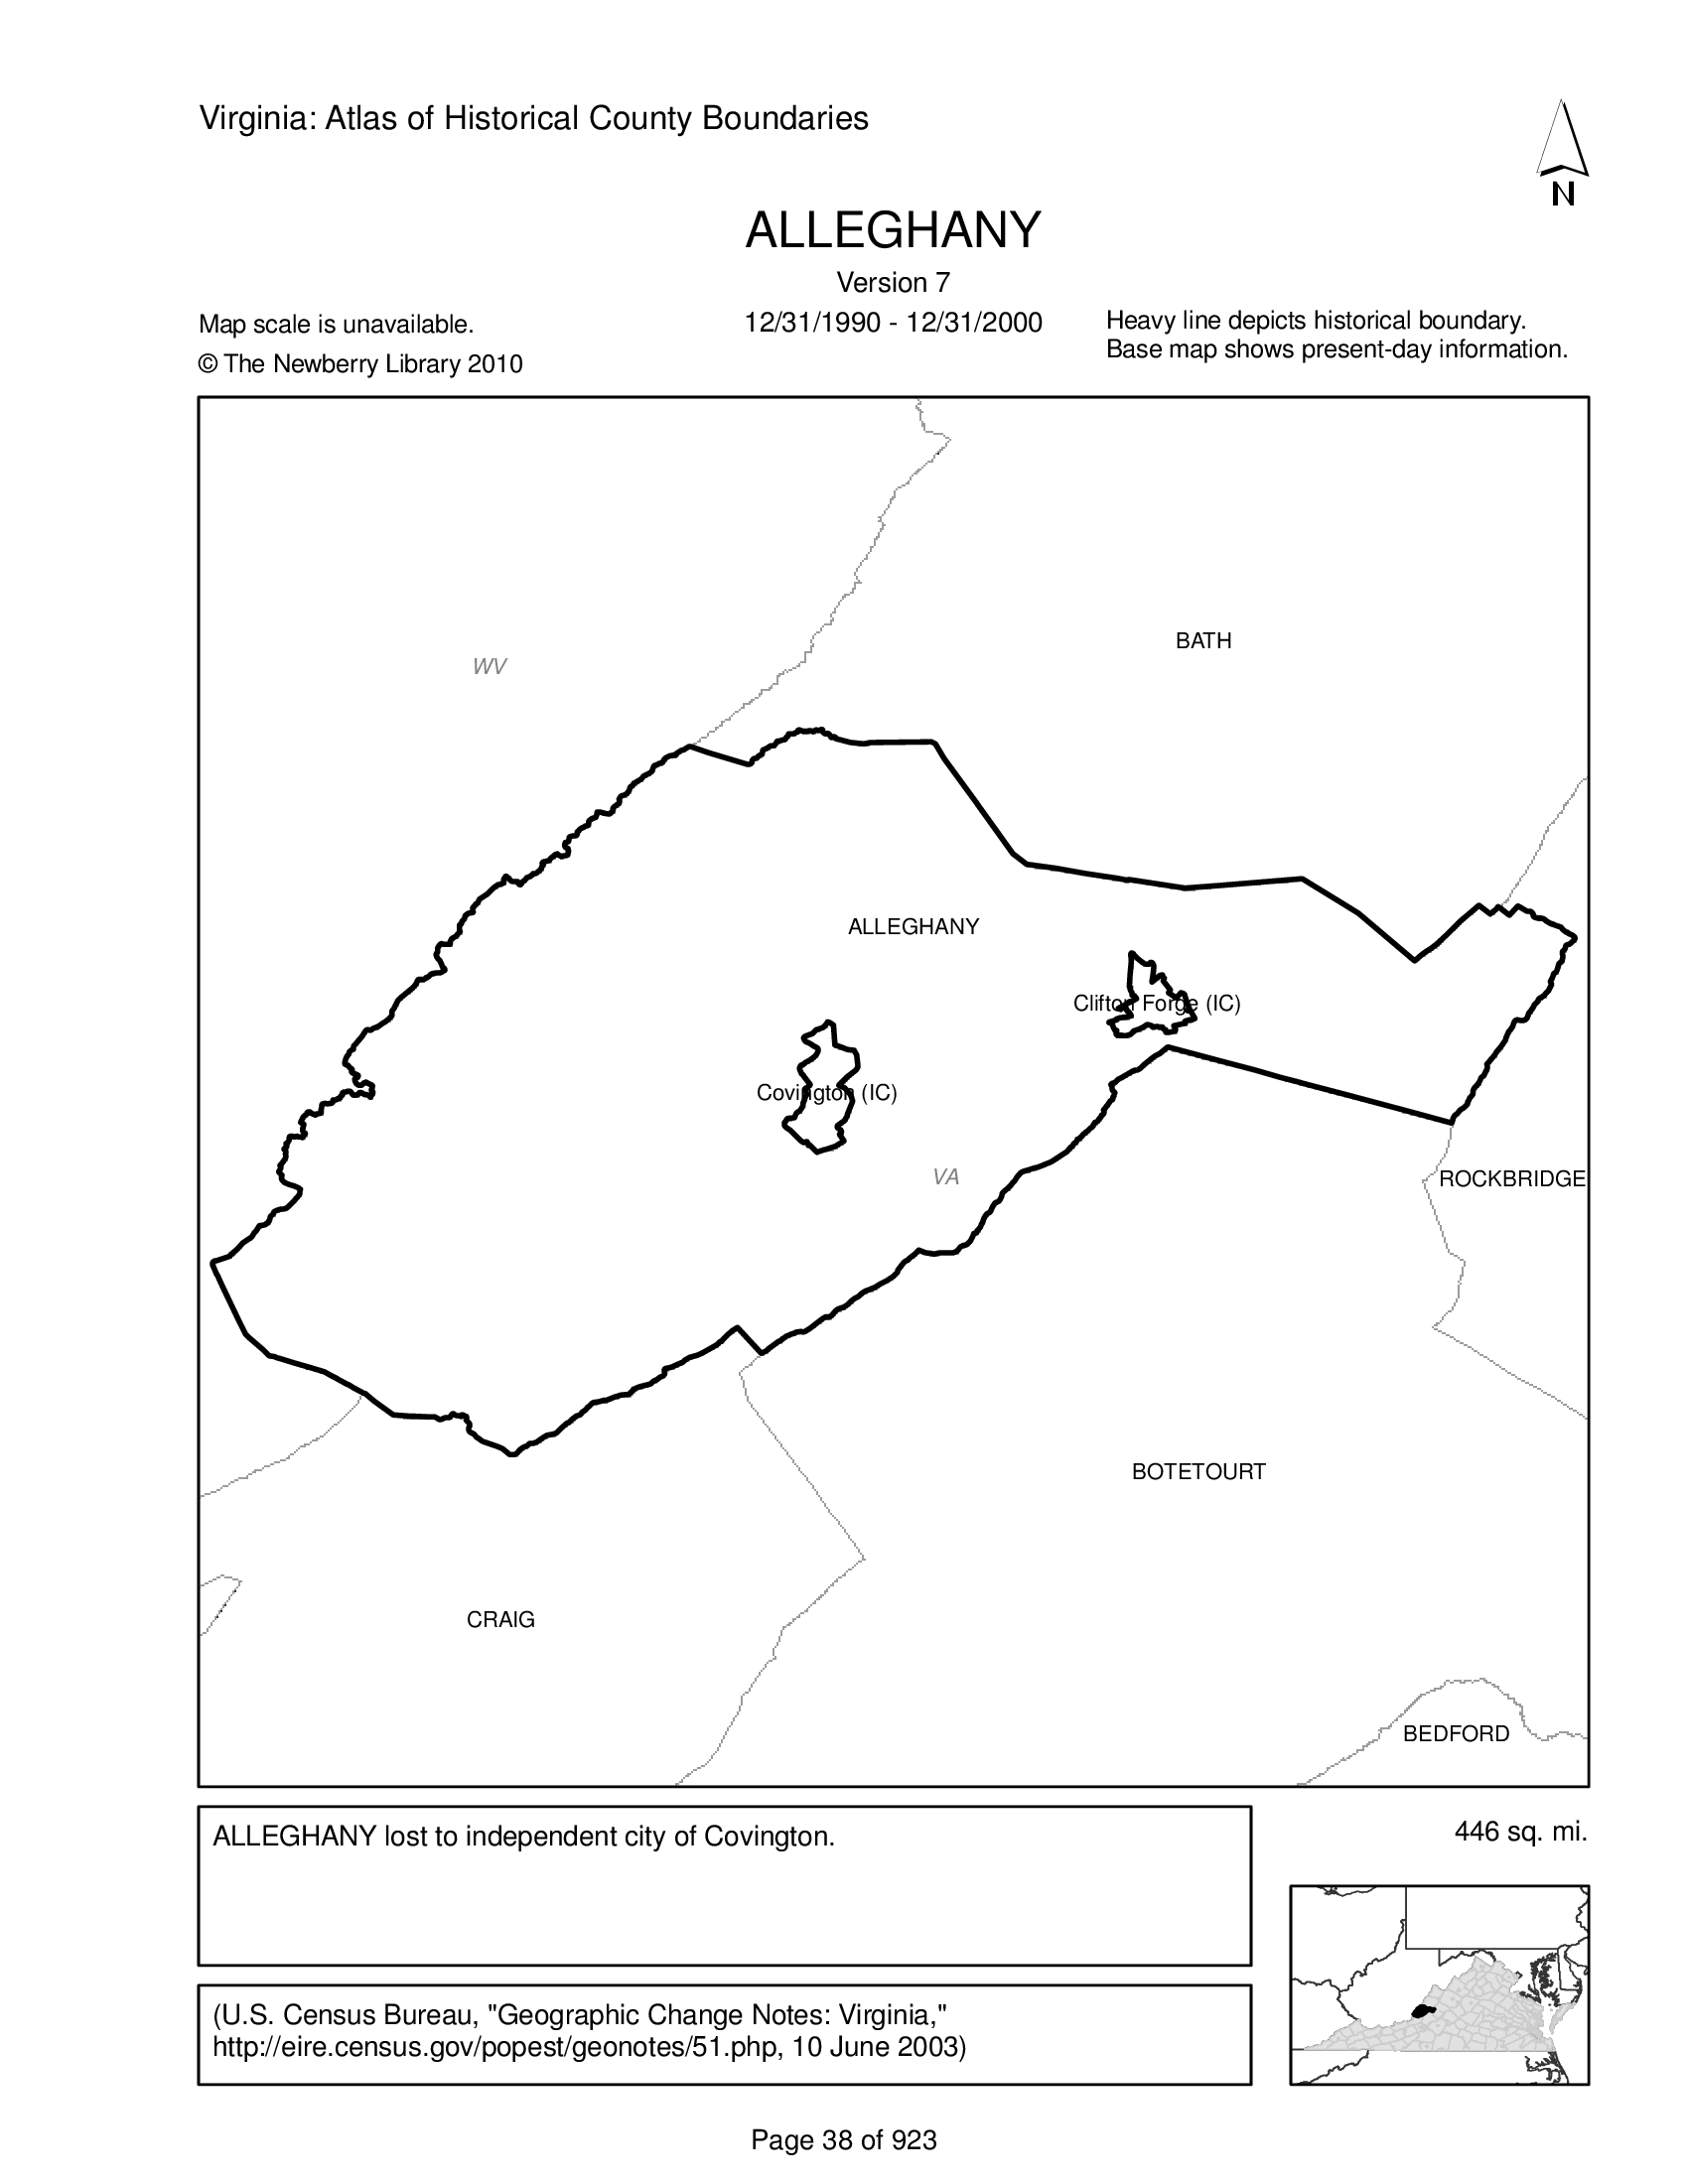 Virginia: Atlas of Historical County Boundaries
N
ALLEGHANY
Version 7
12/31/1990 - 12/31/2000
Map scale is unavailable.
© The Newberry Library 2010
Heavy line depicts historical boundary.
Base map shows present-day information.
BATH
WV
ALLEGHANY
Clifton Forge (IC)
Covington (IC)
VA
ROCKBRIDGE
BOTETOURT
CRAIG
BEDFORD
ALLEGHANY lost to independent city of Covington.
446 sq. mi.
(U.S. Census Bureau, "Geographic Change Notes: Virginia,"
http://eire.census.gov/popest/geonotes/51.php, 10 June 2003)
Page 38 of 923